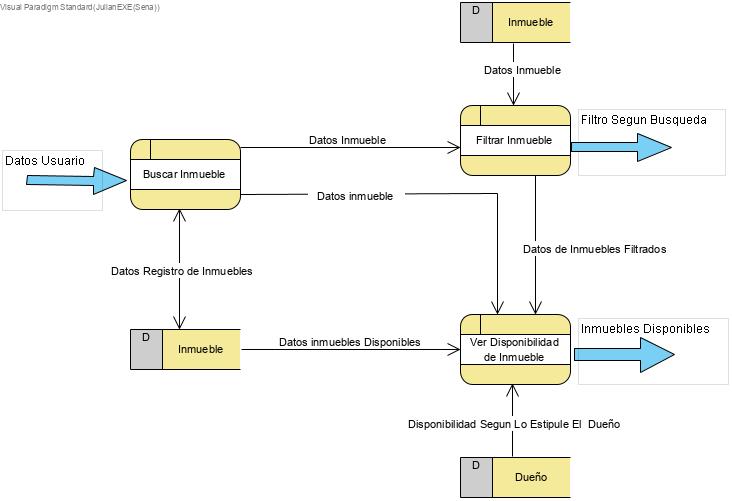 Visual Paradigm Standard(JulianEXE(Sena))
D
Inmueble
Datos Inmueble
Filtro Segun Busqueda
Datos Inmueble
Filtrar Inmueble
Datos Usuario
Buscar Inmueble
Datos inmueble
Datos de Inmuebles Filtrados
Datos Registro de Inmuebles
Inmuebles Disponibles
D
Inmueble
Datos inmuebles Disponibles
Ver Disponibilidad
de Inmueble
Disponibilidad Segun Lo Estipule El Dueño
D
Dueño